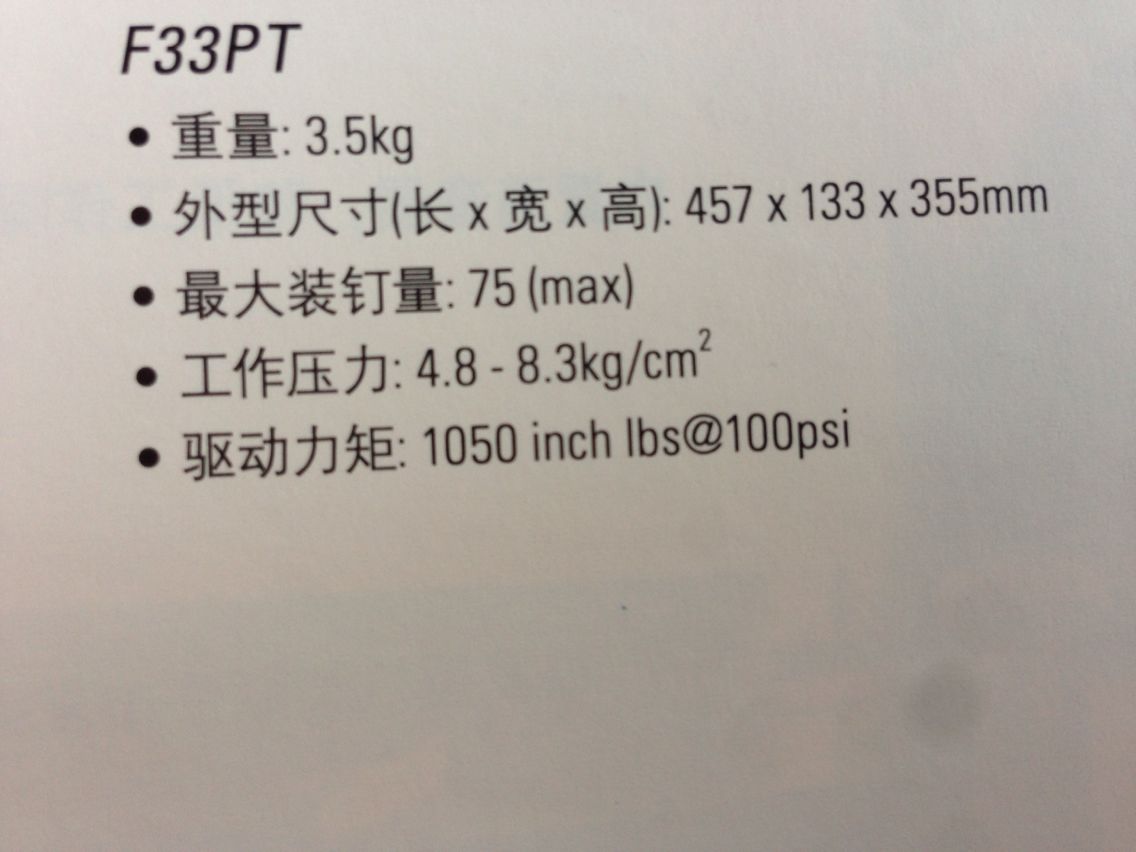 F33PT
• 重量: 3.5kg
• 外型尺寸(长 x 宽 x 高): 457 x 133 x 355mm
• 最大装钉量: 75 (max)
• 工作压力: 4.8 - 8.3kg/cm²
• 驱动力矩: 1050 inch lbs@100psi